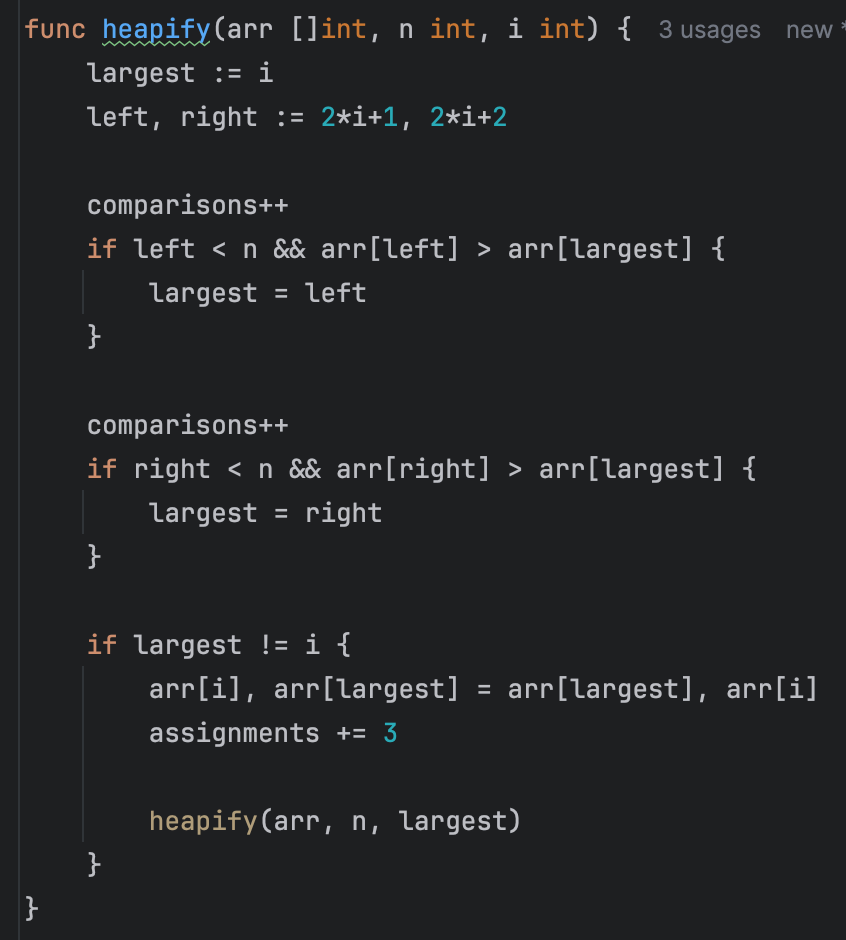 func heapify(arr []int, n int, i int) { 3 usages new *
    largest := i
    left, right := 2*i+1, 2*i+2

    comparisons++
    if left < n && arr[left] > arr[largest] {
        largest = left
    }

    comparisons++
    if right < n && arr[right] > arr[largest] {
        largest = right
    }

    if largest != i {
        arr[i], arr[largest] = arr[largest], arr[i]
        assignments += 3

        heapify(arr, n, largest)
    }
}